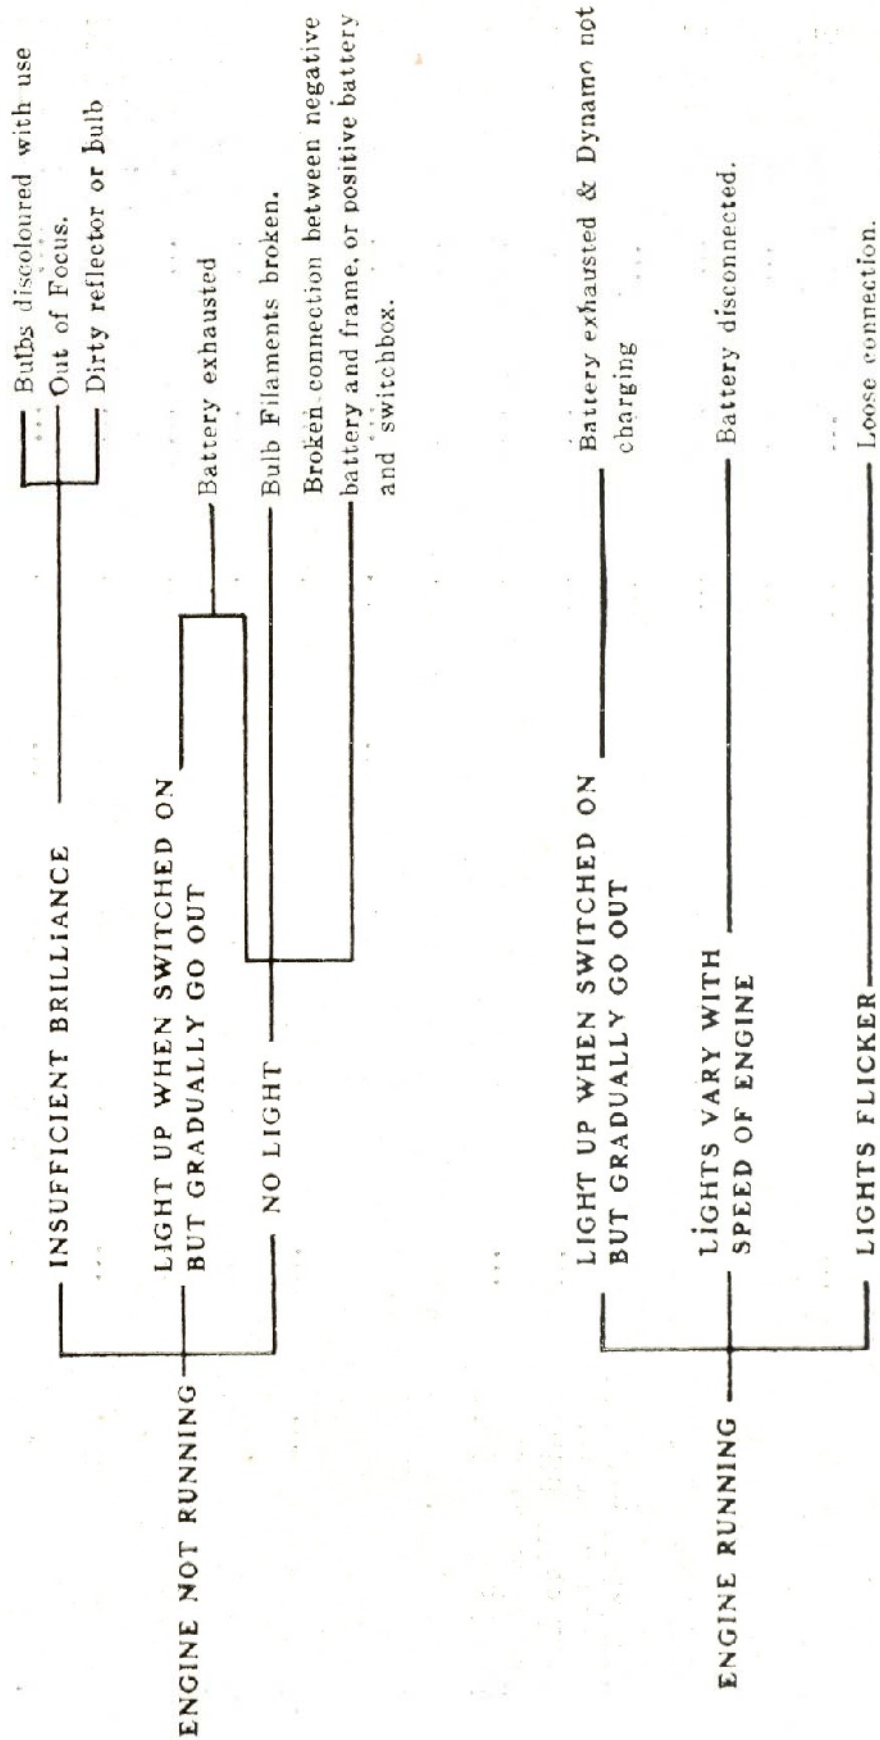 Bulbs discoloured with use
Out of Focus.
Dirty reflector or bulb
INSUFFICIENT BRILLIANCE
LIGHT UP WHEN SWITCHED ON
BUT GRADUALLY GO OUT
Battery exhausted
ENGINE NOT RUNNING
NO LIGHT
Bulb Filaments broken.
Broken connection between negative
battery and frame, or positive battery
and switchbox.
LIGHT UP WHEN SWITCHED ON
BUT GRADUALLY GO OUT
Battery exhausted & Dynamo not
charging
ENGINE RUNNING
LIGHTS VARY WITH
SPEED OF ENGINE
Battery disconnected.
LIGHTS FLICKER
Loose connection.